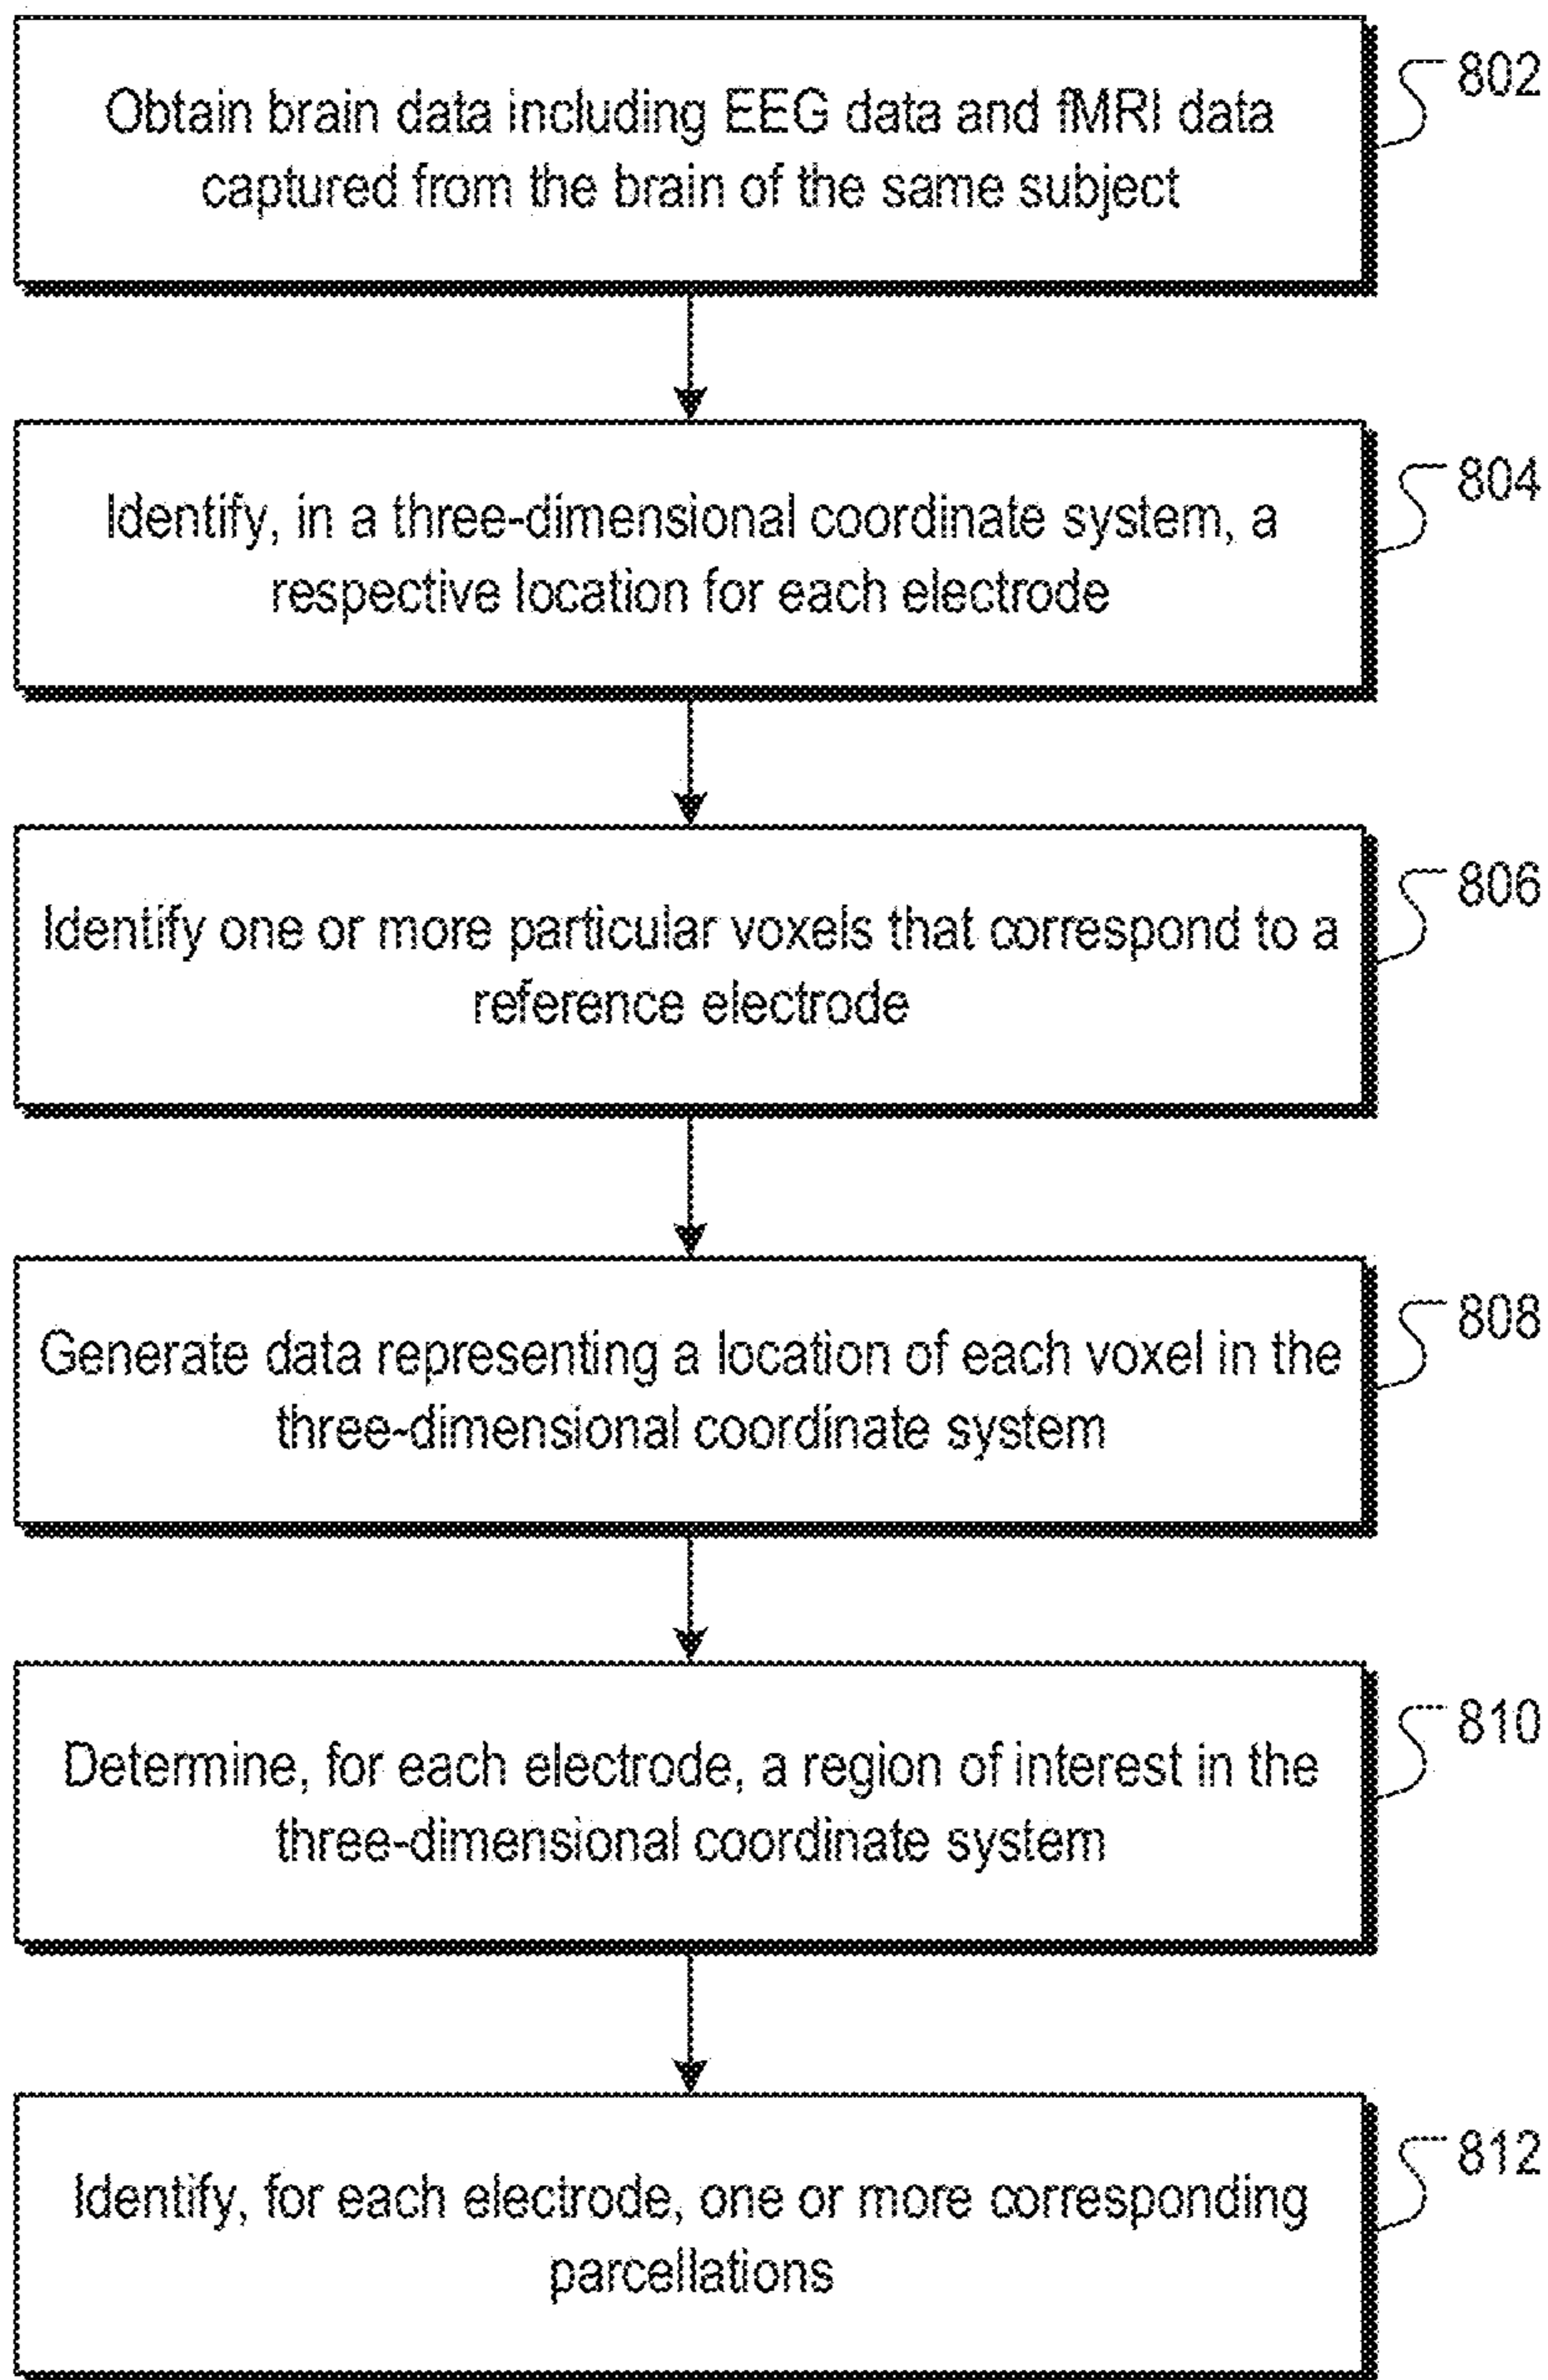 Obtain brain data including EEG data and fMRI data
captured from the brain of the same subject
802
Identify, in a three-dimensional coordinate system, a
respective location for each electrode
804
Identify one or more particular voxels that correspond to a
reference electrode
806
Generate data representing a location of each voxel in the
three-dimensional coordinate system
808
Determine, for each electrode, a region of interest in the
three-dimensional coordinate system
810
Identify, for each electrode, one or more corresponding
parcellations
812